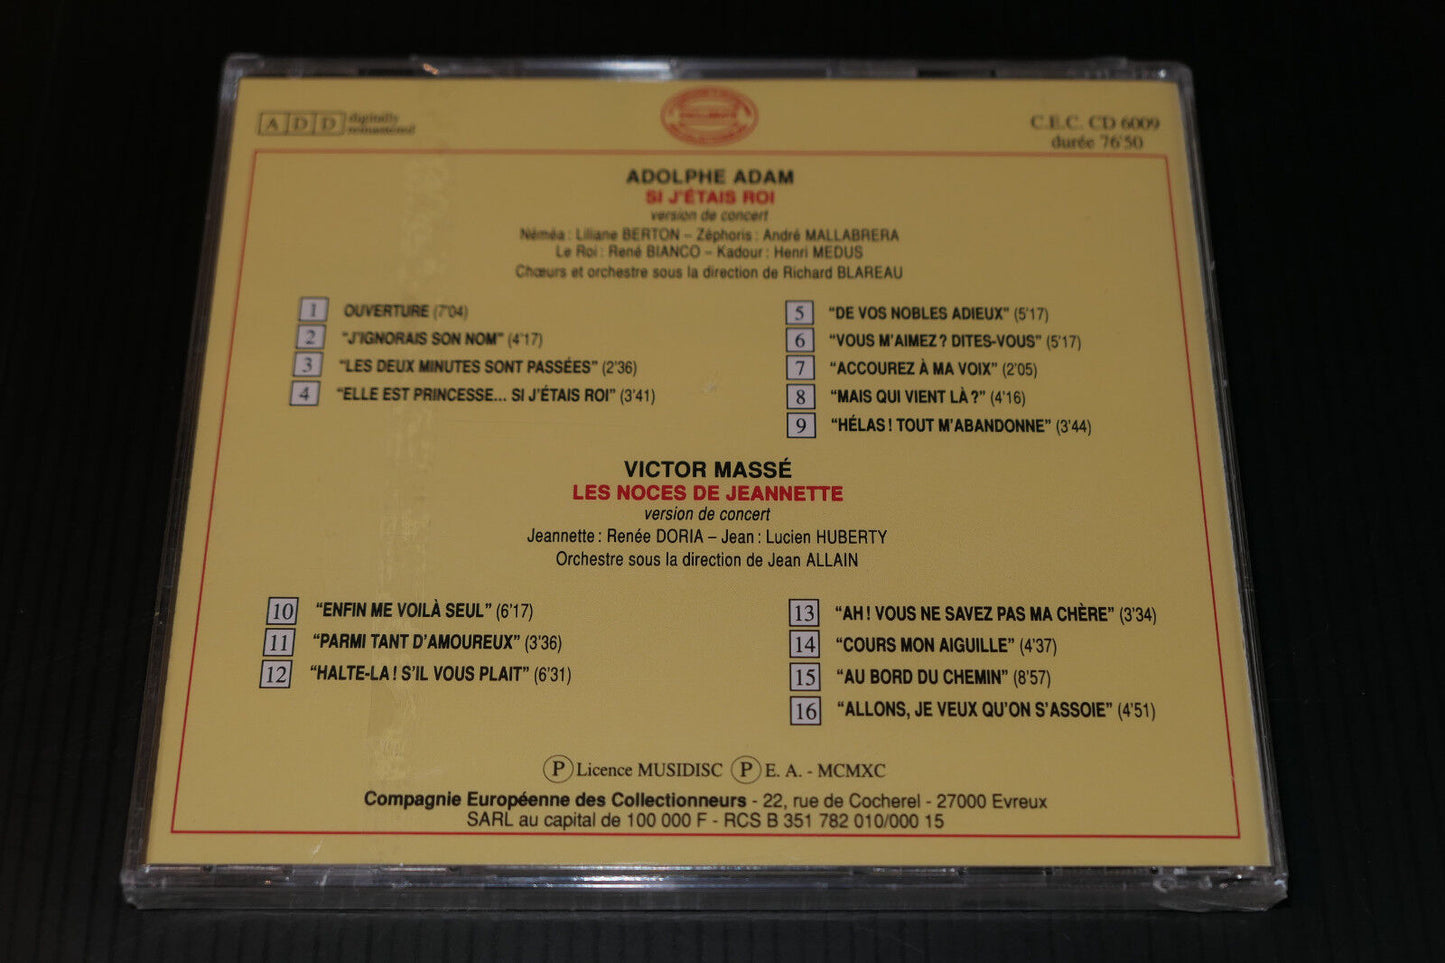 A D D digitally
remastered
C.E.C. CD 6009
durée 76'50
ADOLPHE ADAM
SI J'ÉTAIS ROI
version de concert
Néméa : Liliane BERTON – Zéphoris : André MALLABRERA
Le Roi : René BIANCO – Kadour : Henri MEDUS
Chœurs et orchestre sous la direction de Richard BLAREAU
1 OUVERTURE (7'04)
2 "J'IGNORAIS SON NOM" (4'17)
3 "LES DEUX MINUTES SONT PASSÉES" (2'36)
4 "ELLE EST PRINCESSE... SI J'ÉTAIS ROI" (3'41)
5 "DE VOS NOBLES ADIEUX" (5'17)
6 "VOUS M'AIMEZ ? DITES-VOUS" (5'17)
7 "ACCOUREZ À MA VOIX" (2'05)
8 "MAIS QUI VIENT LÀ ?" (4'16)
9 "HÉLAS ! TOUT M'ABANDONNE" (3'44)
VICTOR MASSÉ
LES NOCES DE JEANNETTE
version de concert
Jeannette : Renée DORIA – Jean : Lucien HUBERTY
Orchestre sous la direction de Jean ALLAIN
10 "ENFIN ME VOILÀ SEUL" (6'17)
11 "PARMI TANT D'AMOUREUX" (3'36)
12 "HALTE-LA ! S'IL VOUS PLAIT" (6'31)
13 "AH ! VOUS NE SAVEZ PAS MA CHÈRE" (3'34)
14 "COURS MON AIGUILLE" (4'37)
15 "AU BORD DU CHEMIN" (8'57)
16 "ALLONS, JE VEUX QU'ON S'ASSOIE" (4'51)
Ⓟ Licence MUSIDISC Ⓟ E. A. - MCMXC
Compagnie Européenne des Collectionneurs - 22, rue de Cocherel - 27000 Evreux
SARL au capital de 100 000 F - RCS B 351 782 010/000 15